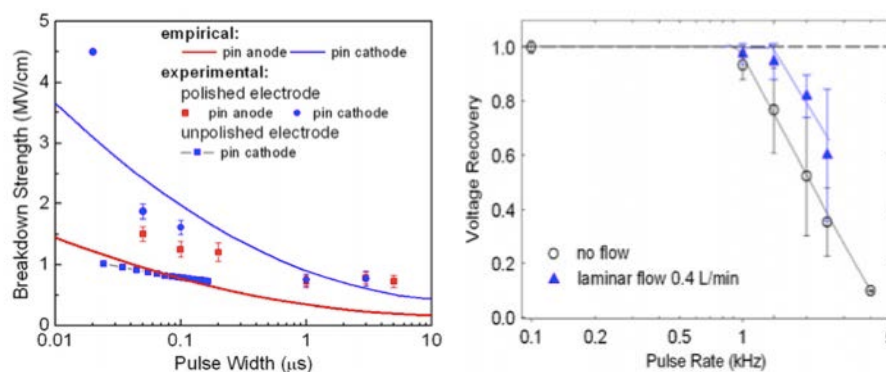 Breakdown Strength (MV/cm)
5
4
3
2
1
0
0.01
0.1
1
10
Pulse Width (μs)
empirical:
pin anode
pin cathode
experimental:
polished electrode
pin anode
pin cathode
unpolished electrode
pin cathode
Voltage Recovery
1.0
0.8
0.6
0.4
0.2
0.0
0.1
0.2
0.5
1
2
no flow
laminar flow 0.4 L/min
Pulse Rate (kHz)